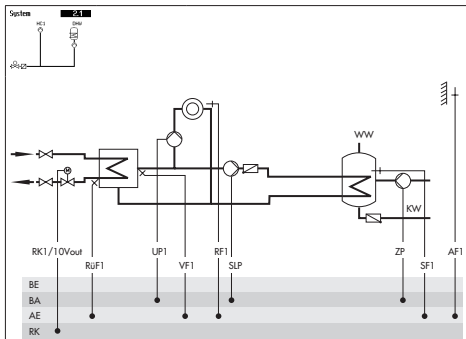 System 2.1
HC1 DHW
WW
M
KW
RK1/10Vout RüF1 UP1 VF1 RF1 SLP ZP SF1 AF1
BE
BA
AE
RK